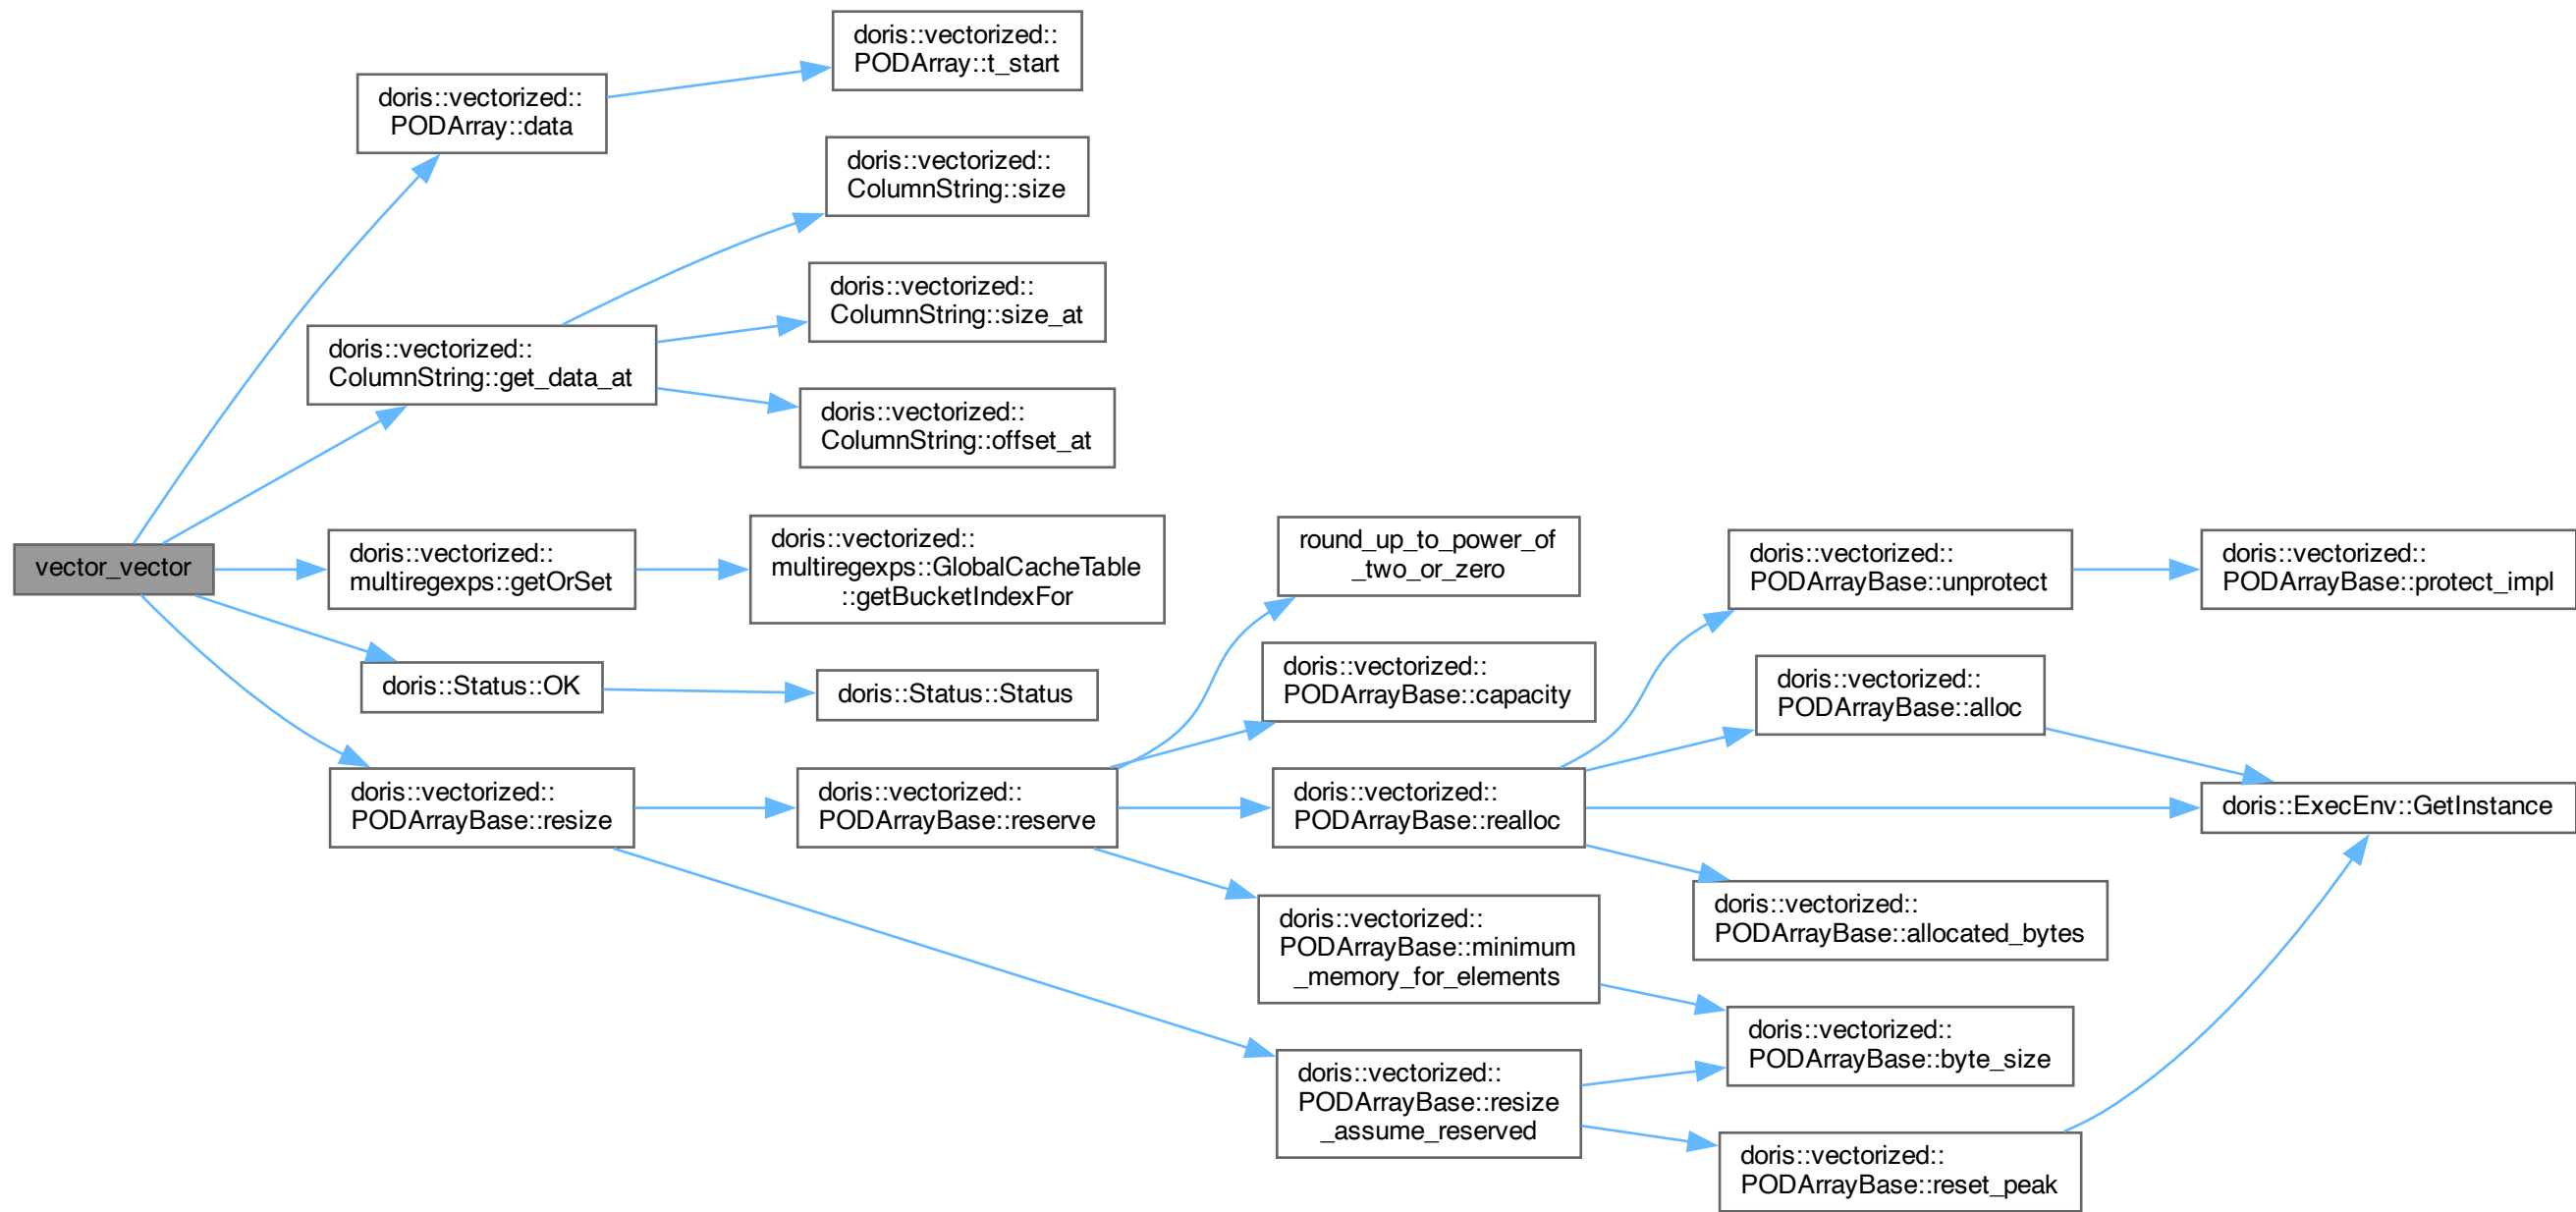 vector_vector
doris::vectorized::
PODArray::data
doris::vectorized::
PODArray::t_start
doris::vectorized::
ColumnString::get_data_at
doris::vectorized::
ColumnString::size
doris::vectorized::
ColumnString::size_at
doris::vectorized::
ColumnString::offset_at
doris::vectorized::
multiregexps::getOrSet
doris::vectorized::
multiregexps::GlobalCacheTable
::getBucketIndexFor
doris::Status::OK
doris::Status::Status
doris::vectorized::
PODArrayBase::resize
doris::vectorized::
PODArrayBase::reserve
round_up_to_power_of
_two_or_zero
doris::vectorized::
PODArrayBase::capacity
doris::vectorized::
PODArrayBase::realloc
doris::vectorized::
PODArrayBase::minimum
_memory_for_elements
doris::vectorized::
PODArrayBase::resize
_assume_reserved
doris::vectorized::
PODArrayBase::unprotect
doris::vectorized::
PODArrayBase::protect_impl
doris::vectorized::
PODArrayBase::alloc
doris::ExecEnv::GetInstance
doris::vectorized::
PODArrayBase::allocated_bytes
doris::vectorized::
PODArrayBase::byte_size
doris::vectorized::
PODArrayBase::reset_peak